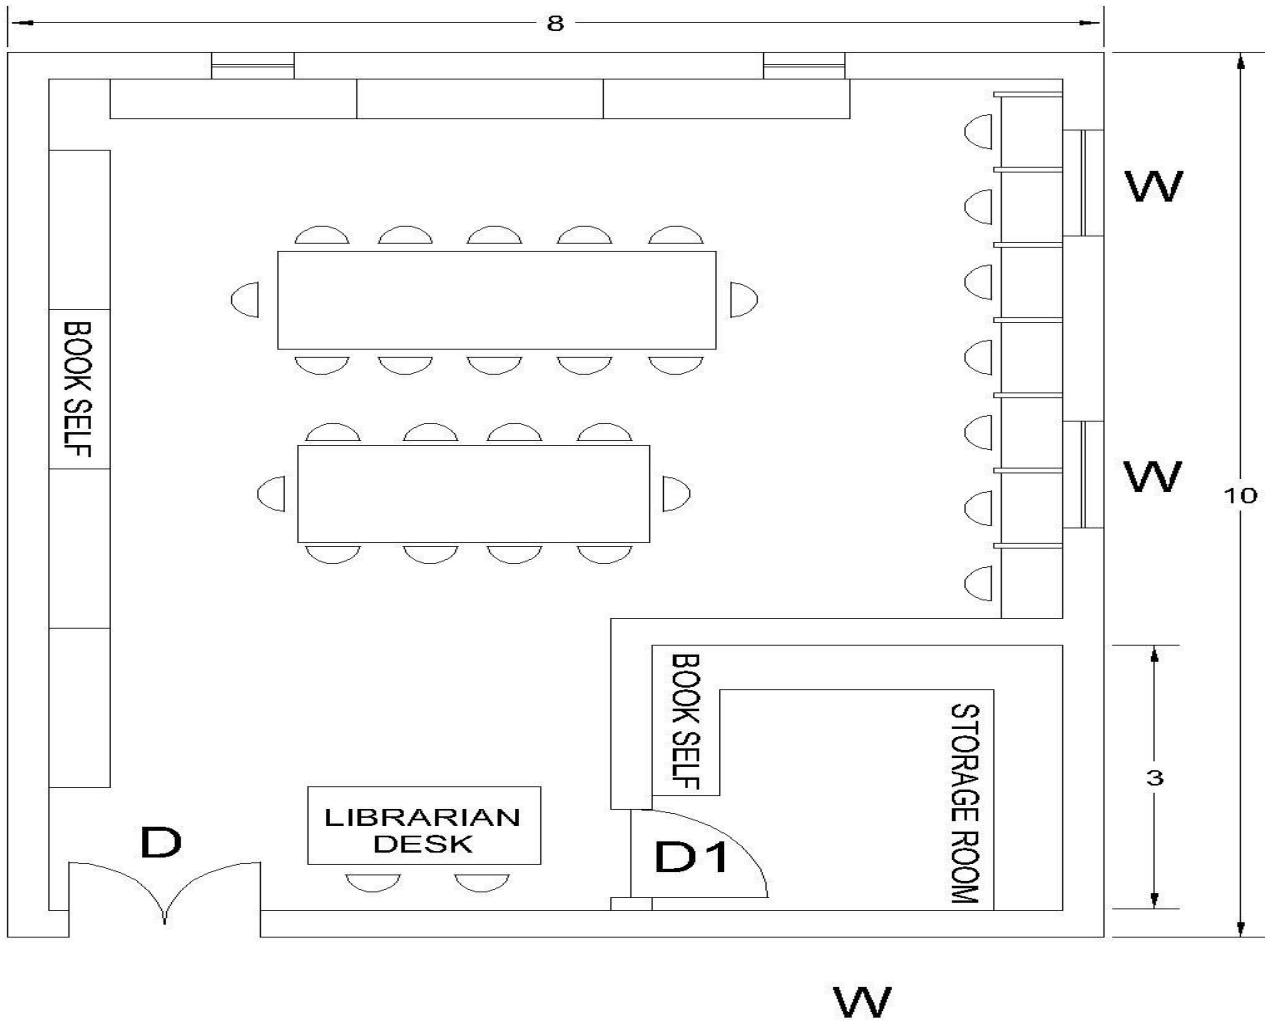 8
W
BOOK SELF
W
10
BOOK SELF
STORAGE ROOM
3
LIBRARIAN
DESK
D
D1
W